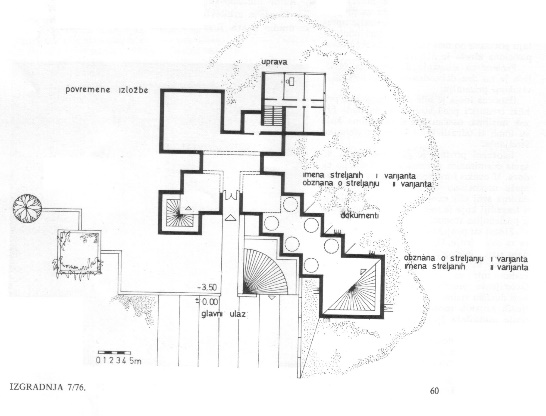 uprava
povremene izložbe
imena streljanih I varijanta
obznana o streljanju II varijanta
dokumenti
obznana o streljanju I varijanta
imena streljanih II varijanta
-3.50
± 0.00
glavni ulaz
0 1 2 3 4 5m
IZGRADNJA 7/76.
60